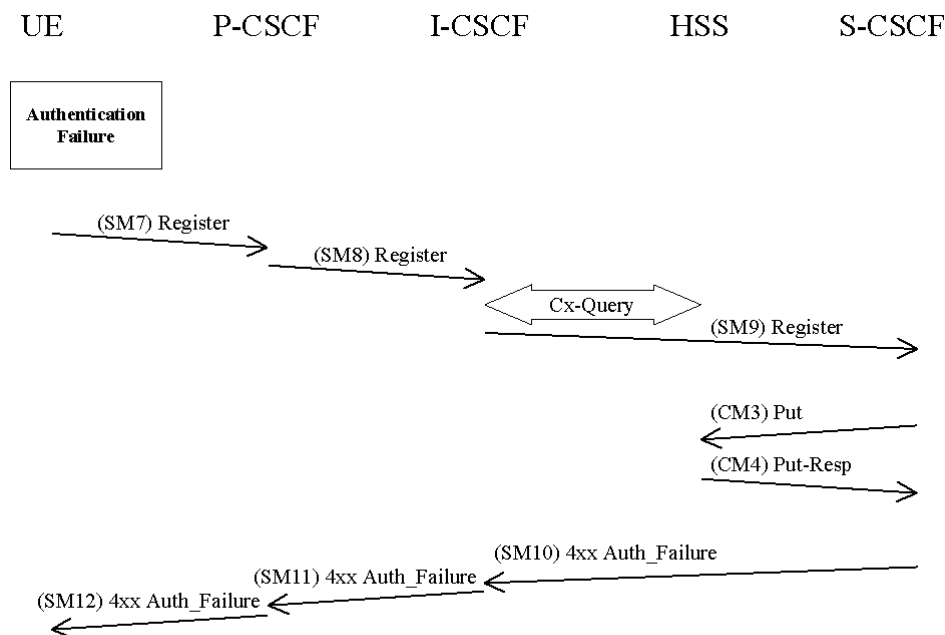 UE P-CSCF I-CSCF HSS S-CSCF
Authentication
Failure
(SM7) Register
(SM8) Register
Cx-Query
(SM9) Register
(CM3) Put
(CM4) Put-Resp
(SM10) 4xx Auth_Failure
(SM11) 4xx Auth_Failure
(SM12) 4xx Auth_Failure